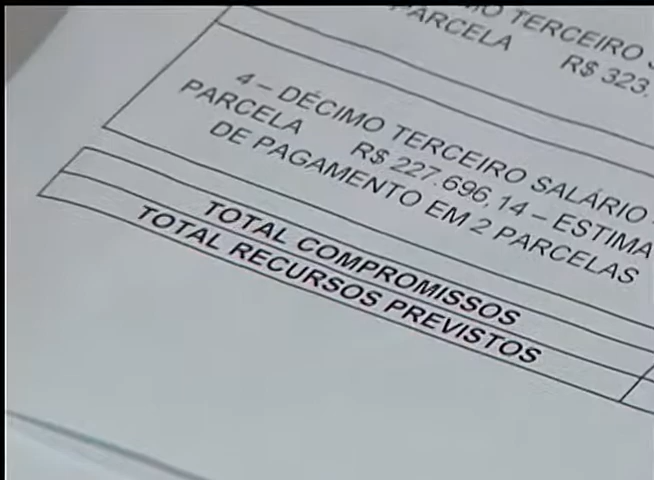 TERCEIRO
PARCELA R$ 323.
4 – DÉCIMO TERCEIRO SALÁRIO
PARCELA R$ 227.696,14 – ESTIMA
DE PAGAMENTO EM 2 PARCELAS
TOTAL COMPROMISSOS
TOTAL RECURSOS PREVISTOS